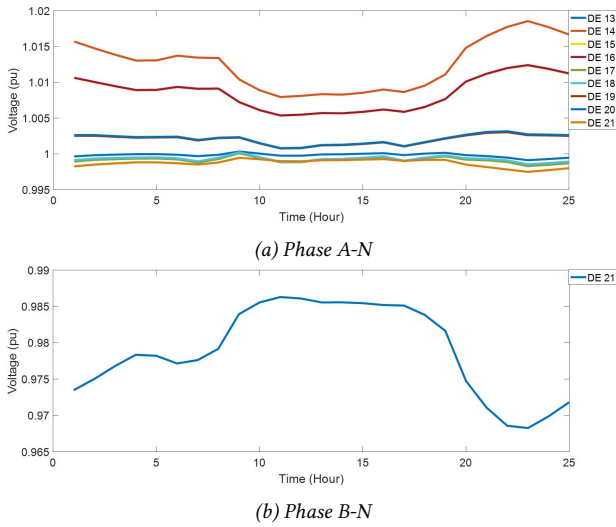 1.02
1.015
1.01
1.005
1
0.995
Voltage (pu)
0 5 10 15 20 25
Time (Hour)
DE 13
DE 14
DE 15
DE 16
DE 17
DE 18
DE 19
DE 20
DE 21
(a) Phase A-N
0.99
0.985
0.98
0.975
0.97
0.965
Voltage (pu)
0 5 10 15 20 25
Time (Hour)
DE 21
(b) Phase B-N